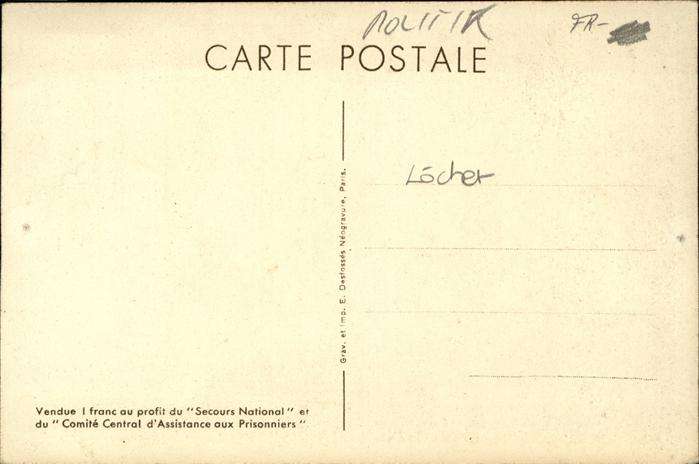 POLITIK
FR-
CARTE POSTALE
Löcher
Grav. et Imp. E. Desfossés Néogravure, Paris.
Vendue 1 franc au profit du "Secours National" et
du "Comité Central d'Assistance aux Prisonniers"